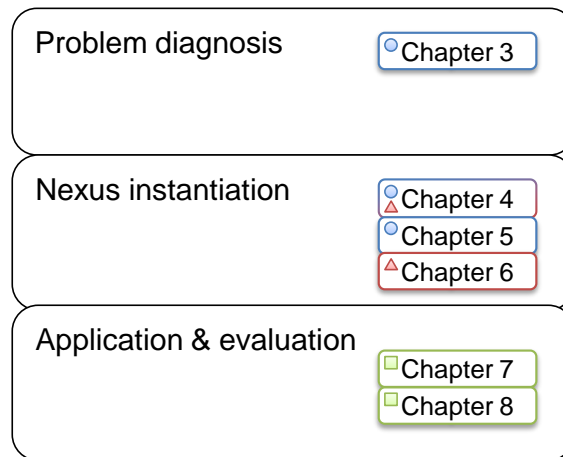 Problem diagnosis
Chapter 3
Nexus instantiation
Chapter 4
Chapter 5
Chapter 6
Application & evaluation
Chapter 7
Chapter 8